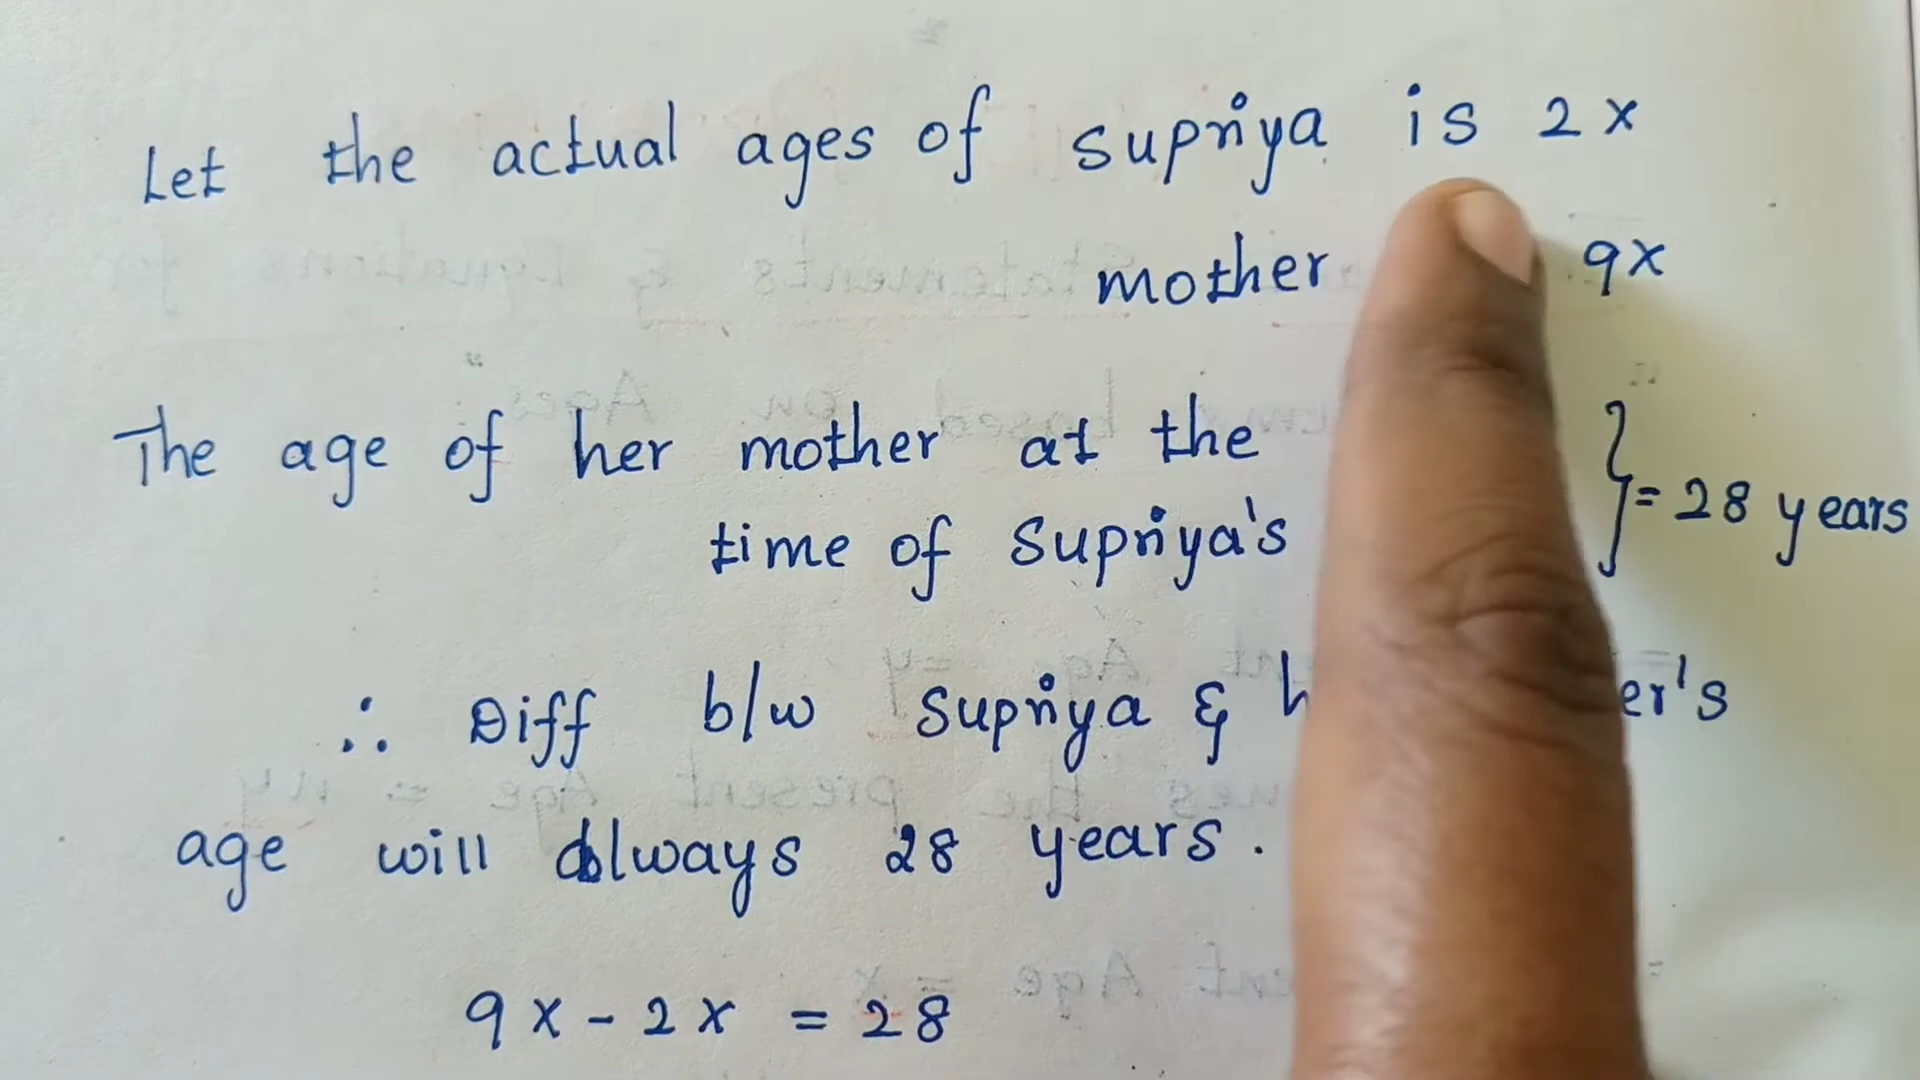 Let the actual ages of Supriya is 2x
mother 9x
The age of her mother at the
time of Supriya's } = 28 years
∴ Diff b/w Supriya & h er's
age will always 28 years.
9x - 2x = 28